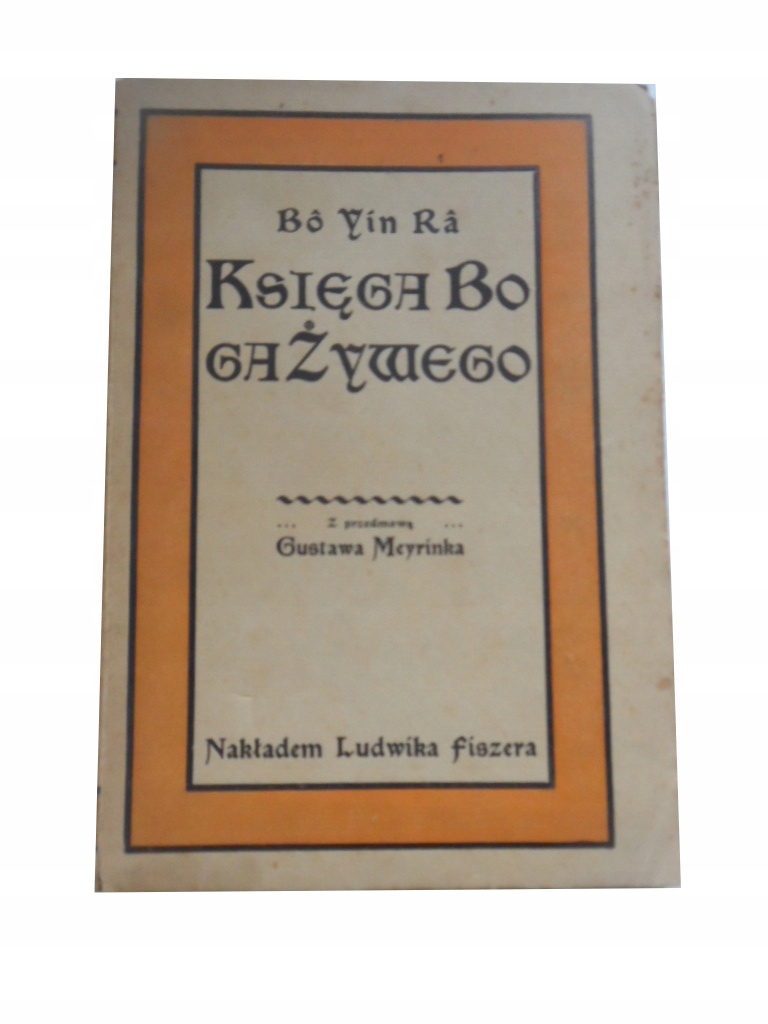 Bô Yin Râ
KSIĘGA BO
GA ŻYWEGO
... Z przedmową ...
Gustawa Meyrinka
Nakładem Ludwika Fiszera